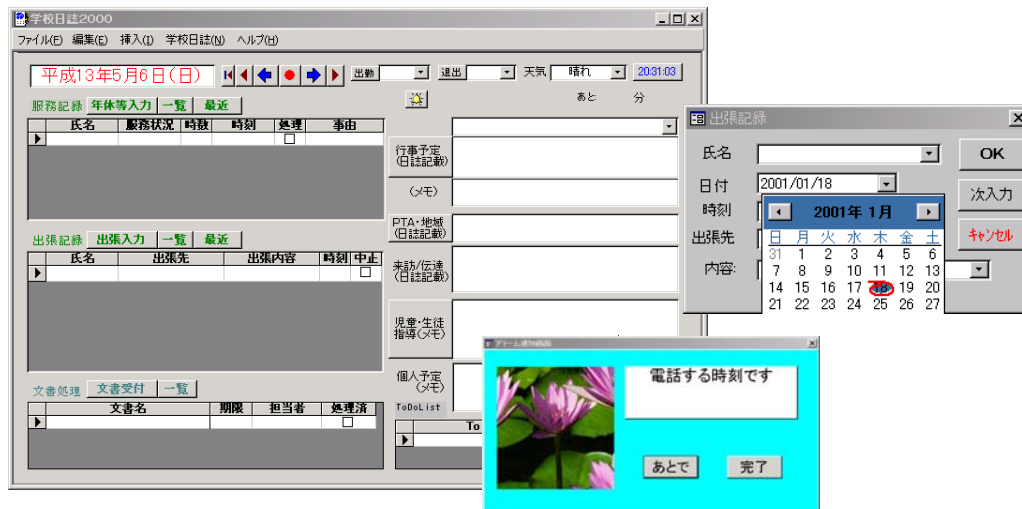 学校日誌2000
ファイル(F) 編集(E) 挿入(I) 学校日誌(N) ヘルプ(H)
平成13年5月6日(日) 出勤 退出 天気 晴れ 20:31:03
あと 分
服務記録 年休等入力 一覧 最近
氏名 服務状況 時数 時刻 処理 事由
行事予定
(日誌記載)
(メモ)
PTA・地域
(日誌記載)
出張記録 出張入力 一覧 最近
氏名 出張先 出張内容 時刻 中止
来訪/伝達
(日誌記載)
児童・生徒
指導(メモ)
個人予定
(メモ)
文書処理 文書受付 一覧
文書名 期限 担当者 処理済
ToDoList
To
出張記録
氏名
OK
日付 2001/01/18
次入力
時刻
出張先
キャンセル
内容:
2001年 1月
日 月 火 水 木 金 土
31 1 2 3 4 5 6
7 8 9 10 11 12 13
14 15 16 17 18 19 20
21 22 23 24 25 26 27
電話する時刻です
あとで 完了